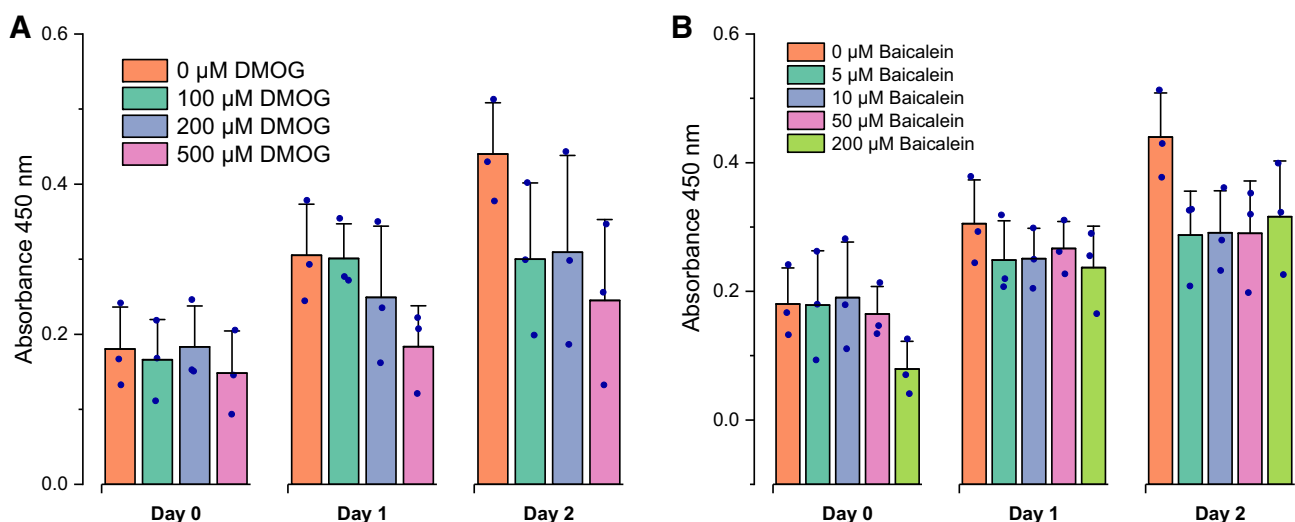 A
Absorbance 450 nm
0.6
0.4
0.2
0.0
0 µM DMOG
100 µM DMOG
200 µM DMOG
500 µM DMOG
Day 0
Day 1
Day 2
B
Absorbance 450 nm
0.6
0.4
0.2
0.0
0 µM Baicalein
5 µM Baicalein
10 µM Baicalein
50 µM Baicalein
200 µM Baicalein
Day 0
Day 1
Day 2